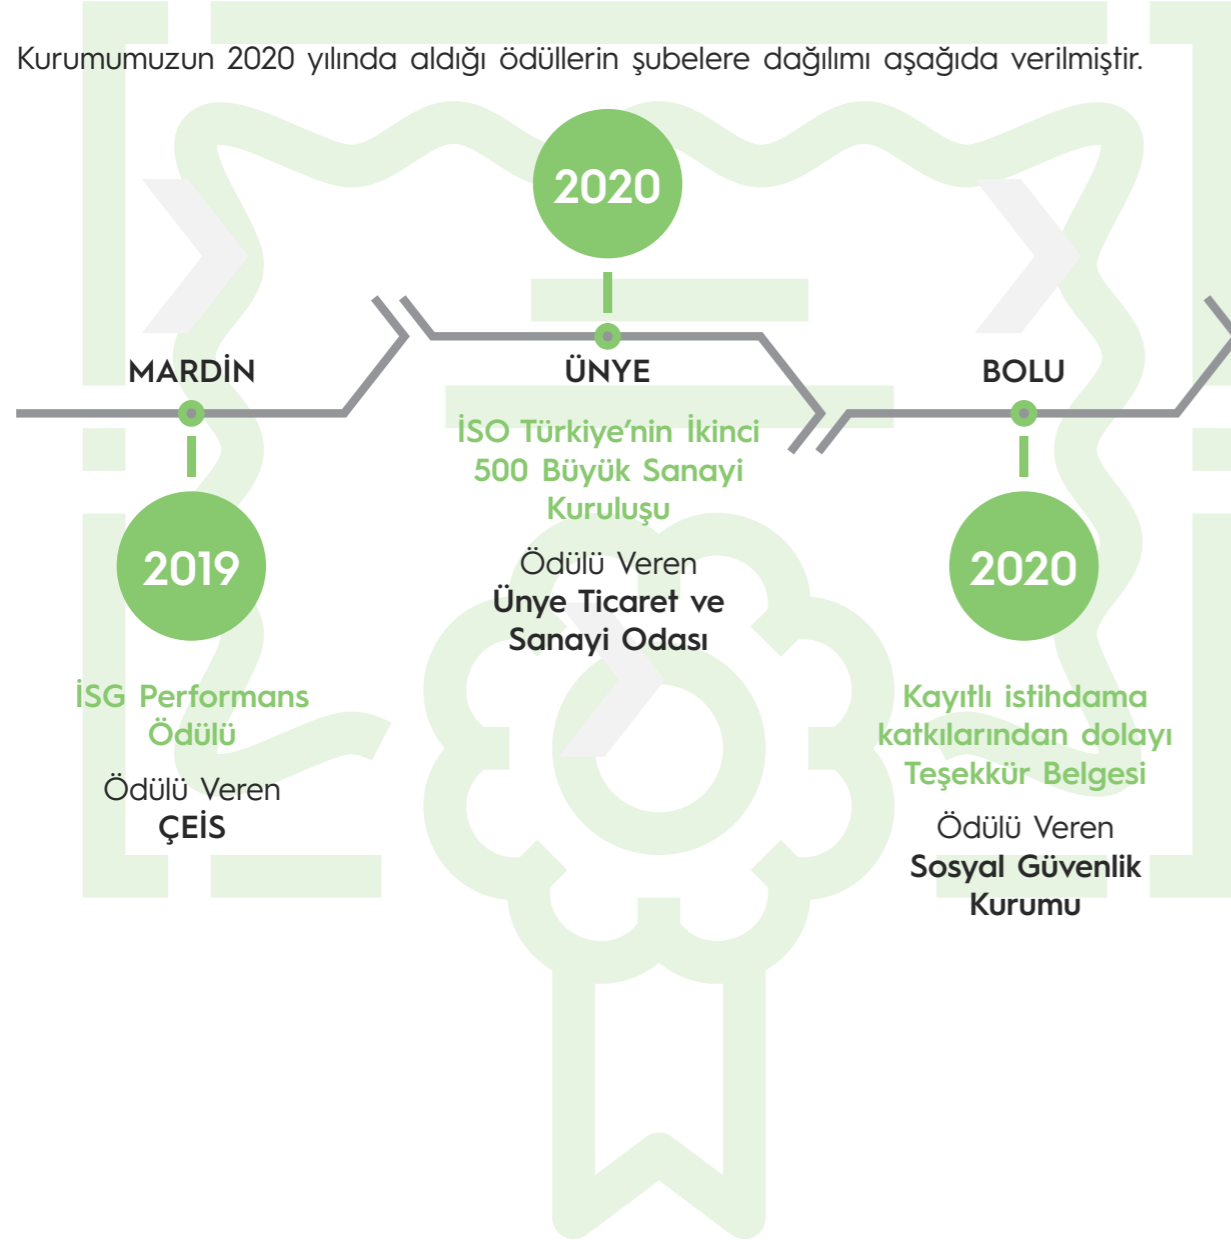 Kurumumuzun 2020 yılında aldığı ödüllerin şubelere dağılımı aşağıda verilmiştir.
MARDİN
2019
İSG Performans
Ödülü
Ödülü Veren
ÇEİS
2020
ÜNYE
İSO Türkiye’nin İkinci
500 Büyük Sanayi
Kuruluşu
Ödülü Veren
Ünye Ticaret ve
Sanayi Odası
BOLU
2020
Kayıtlı istihdama
katkılarından dolayı
Teşekkür Belgesi
Ödülü Veren
Sosyal Güvenlik
Kurumu